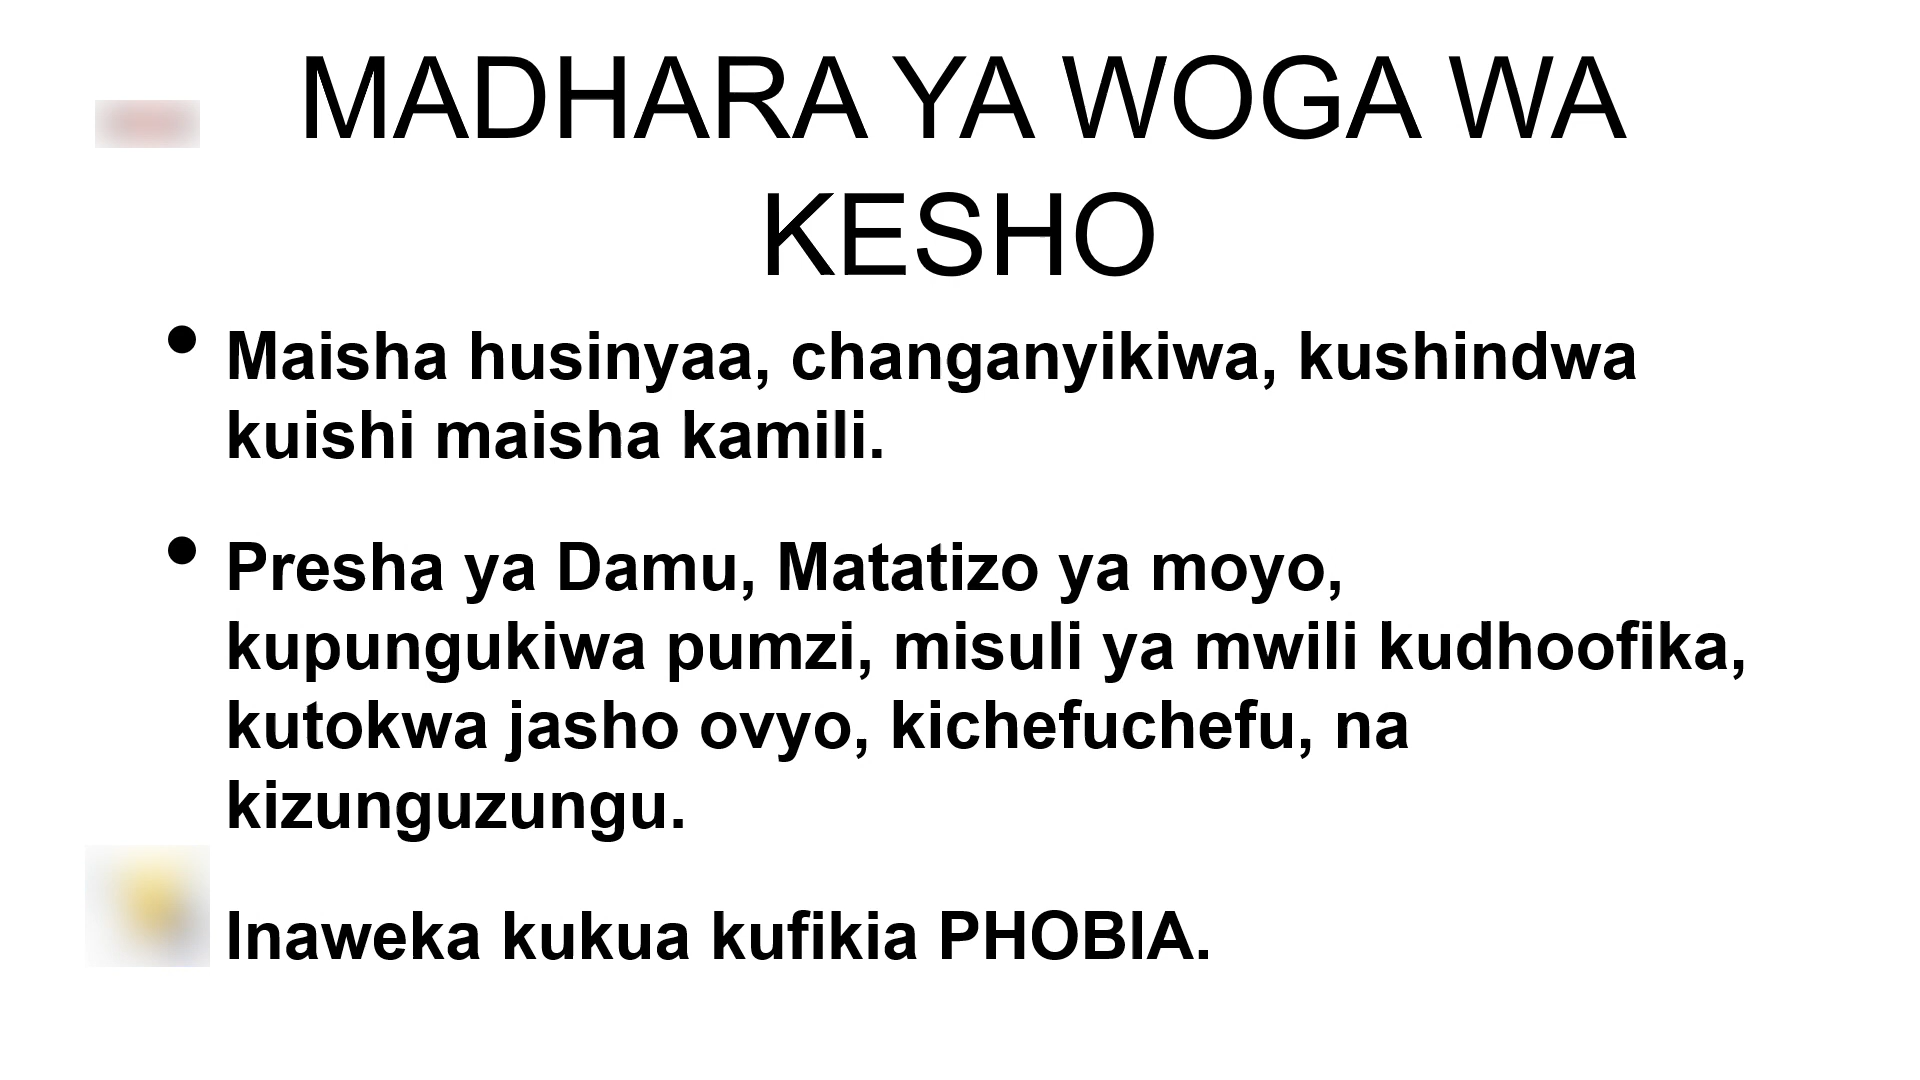 MADHARA YA WOGA WA
KESHO
• Maisha husinyaa, changanyikiwa, kushindwa
kuishi maisha kamili.
• Presha ya Damu, Matatizo ya moyo,
kupungukiwa pumzi, misuli ya mwili kudhoofika,
kutokwa jasho ovyo, kichefuchefu, na
kizunguzungu.
Inaweka kukua kufikia PHOBIA.